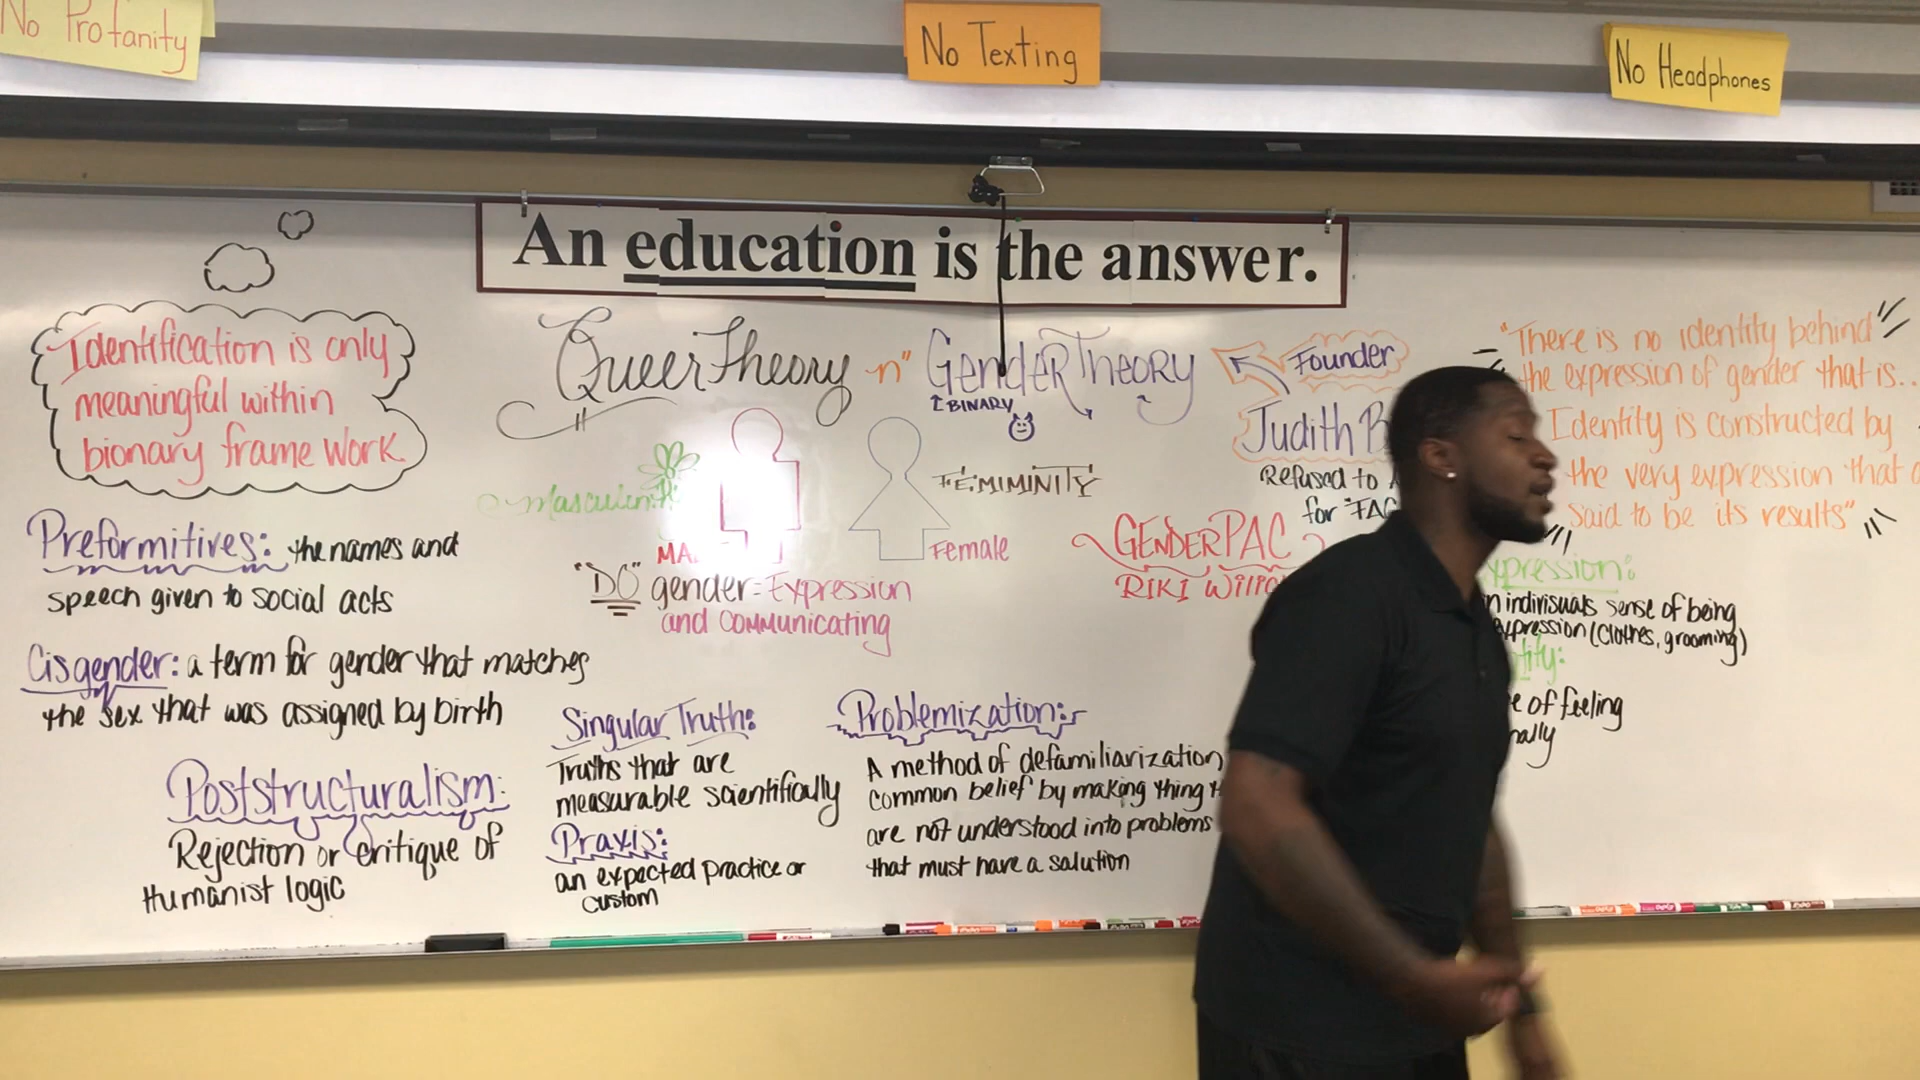 No Profanity
No Texting
No Headphones
An education is the answer.
Identification is only
meaningful within
bionary frame work
Queer Theory n" Gender Theory
BINARY
Founder
Judith
Refused to
for
"There is no identity behind
the expression of gender that is..
Identity is constructed by
the very expression that
said to be its results"
FEMIMINITY
Female
"DO" gender = Expression
and communicating
GENDERPAC
RIKI
Preformitives: the names and
speech given to social acts
Cisgender: a term for gender that matches
the sex that was assigned by birth
Poststructuralism:
Rejection or critique of
Humanist logic
Singular Truth:
Truths that are
measurable scientifically
Praxis:
an expected practice or
custom
Problemization:
A method of defamiliarization
common belief by making thing
are not understood into problems
that must have a solution
indivisuals sense of being
(clothes, grooming)
of feeling